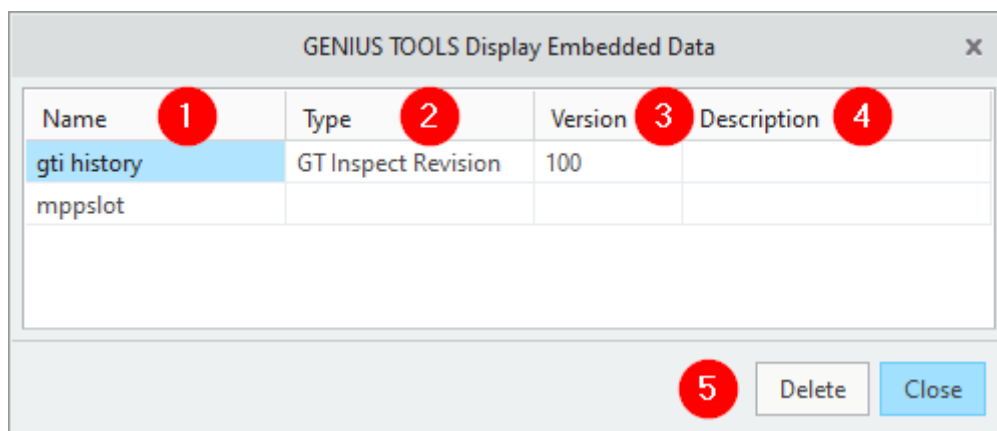 GENIUS TOOLS Display Embedded Data x
Name 1 Type 2 Version 3 Description 4
gti history GT Inspect Revision 100
mppslot
5 Delete Close